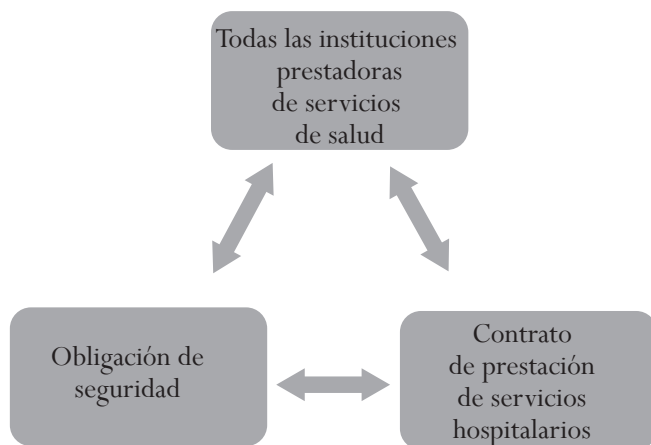 Todas las instituciones
prestadoras
de servicios
de salud
Obligación de
seguridad
Contrato
de prestación
de servicios
hospitalarios